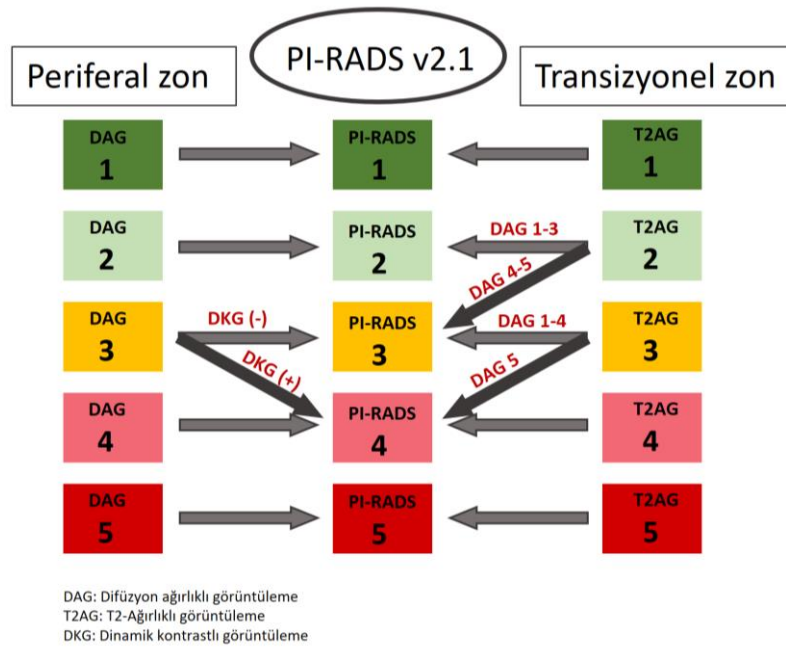 PI-RADS v2.1
Periferal zon
Transizyonel zon
DAG
1
PI-RADS
1
T2AG
1
DAG
2
PI-RADS
2
DAG 1-3
DAG 4-5
T2AG
2
DAG
3
DKG (-)
DKG (+)
PI-RADS
3
DAG 1-4
DAG 5
T2AG
3
DAG
4
PI-RADS
4
T2AG
4
DAG
5
PI-RADS
5
T2AG
5
DAG: Difüzyon ağırlıklı görüntüleme
T2AG: T2-Ağırlıklı görüntüleme
DKG: Dinamik kontrastlı görüntüleme